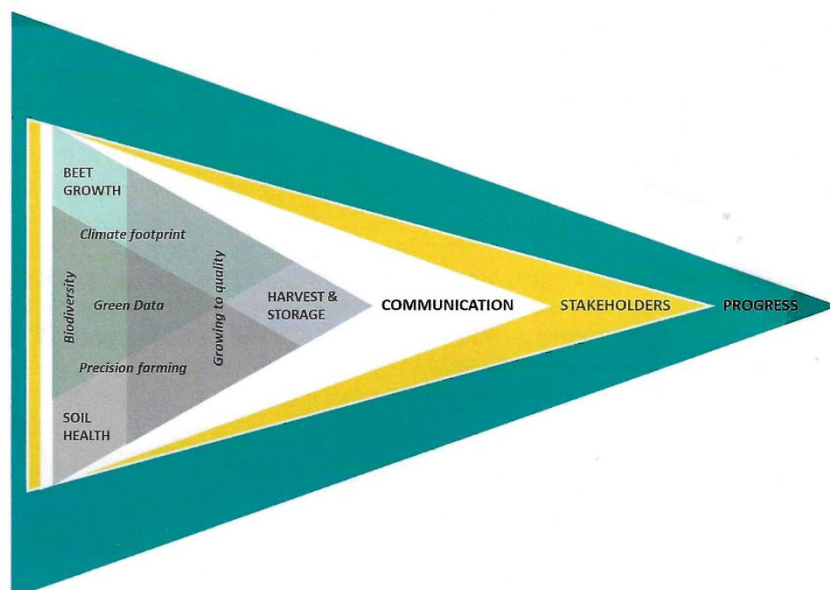 BEET
GROWTH
Climate footprint
Biodiversity
Green Data
Growing to quality
HARVEST &
STORAGE
COMMUNICATION
STAKEHOLDERS
PROGRESS
Precision farming
SOIL
HEALTH